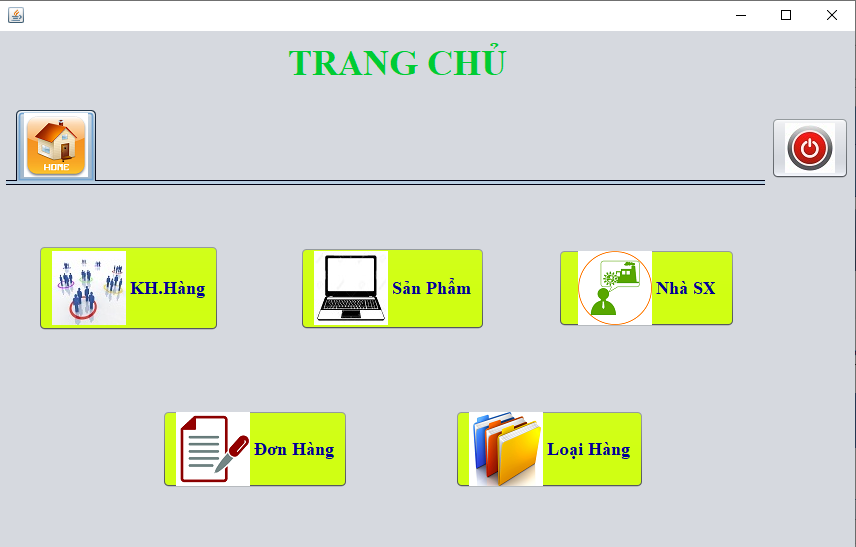 TRANG CHỦ
HOME
KH.Hàng
Sản Phẩm
Nhà SX
Đơn Hàng
Loại Hàng